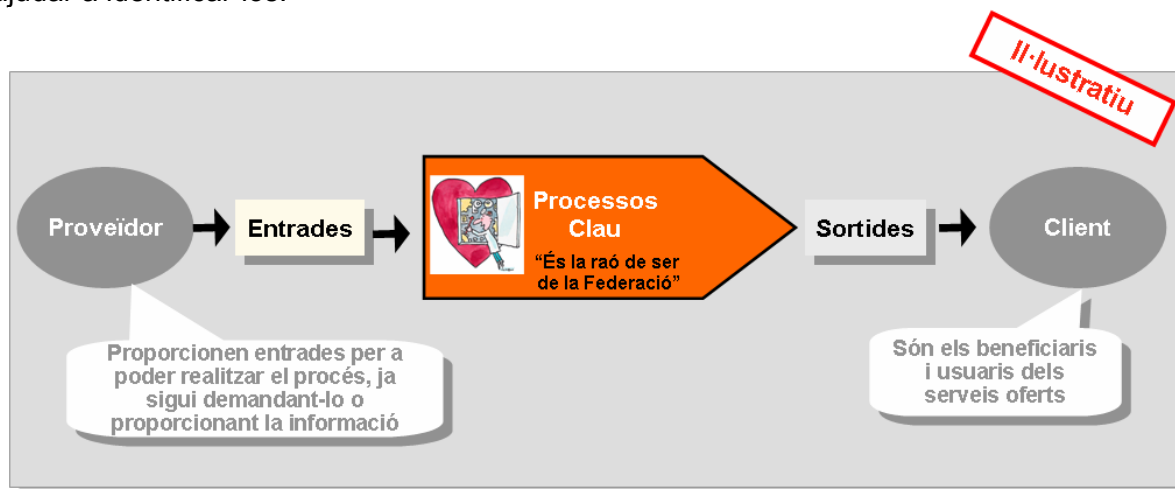 ajudar a identificar-los.
Il·lustratiu
Proveïdor
Entrades
Processos
Clau
“És la raó de ser
de la Federació”
Sortides
Client
Proporcionen entrades per a
poder realitzar el procés, ja
sigui demandant-lo o
proporcionant la informació
Són els beneficiaris
i usuaris dels
serveis oferts